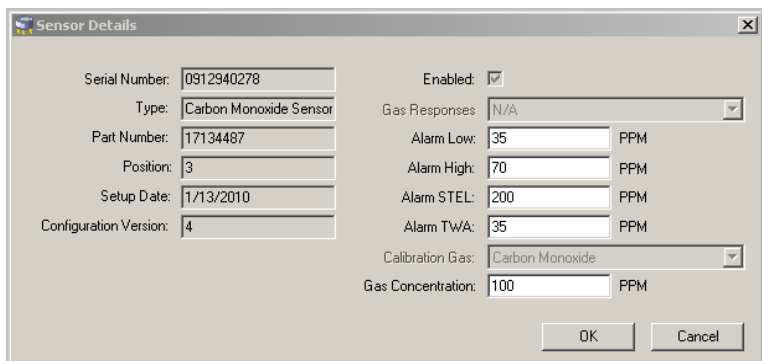 Sensor Details
Serial Number: 0912940278
Enabled:
Type: Carbon Monoxide Sensor
Gas Responses N/A
Part Number: 17134487
Alarm Low: 35 PPM
Position: 3
Alarm High: 70 PPM
Setup Date: 1/13/2010
Alarm STEL: 200 PPM
Configuration Version: 4
Alarm TWA: 35 PPM
Calibration Gas: Carbon Monoxide
Gas Concentration: 100 PPM
OK Cancel